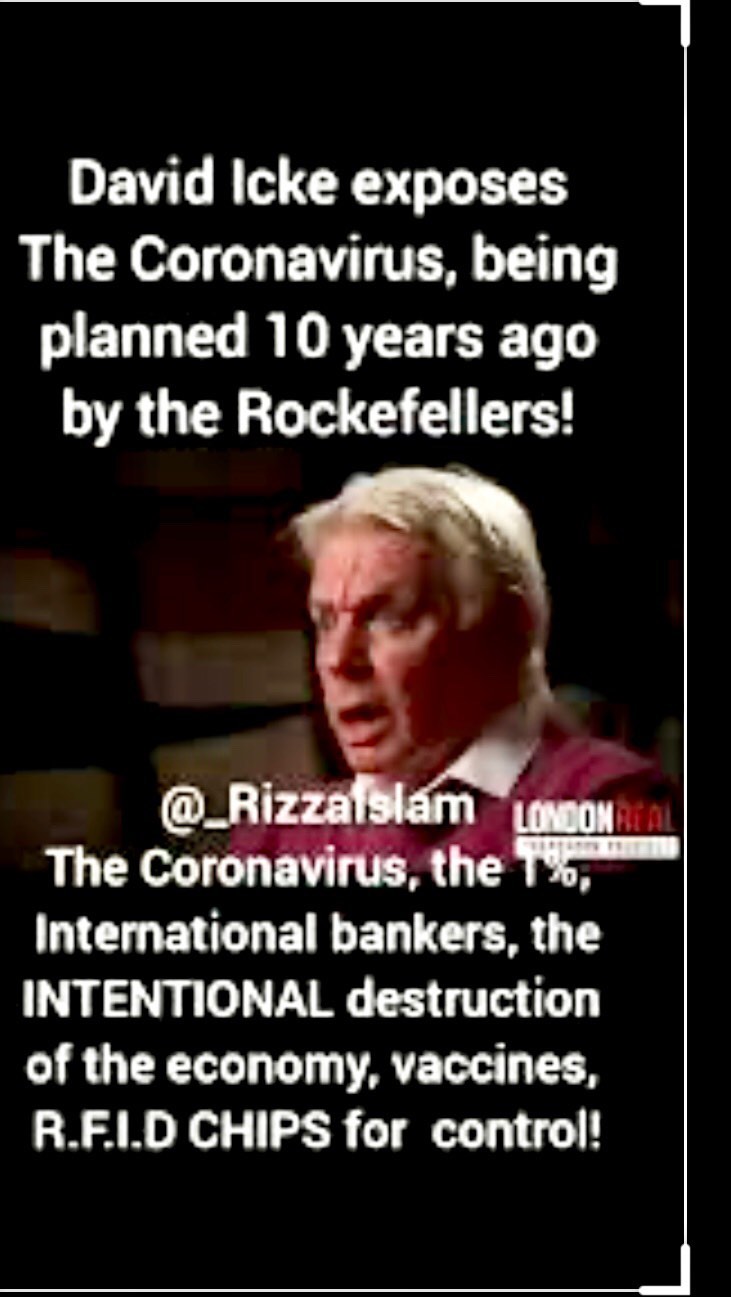 David Icke exposes
The Coronavirus, being
planned 10 years ago
by the Rockefellers!
@_RizzaIslam
LONDON REAL
The Coronavirus, the 1%,
International bankers, the
INTENTIONAL destruction
of the economy, vaccines,
R.F.I.D CHIPS for control!